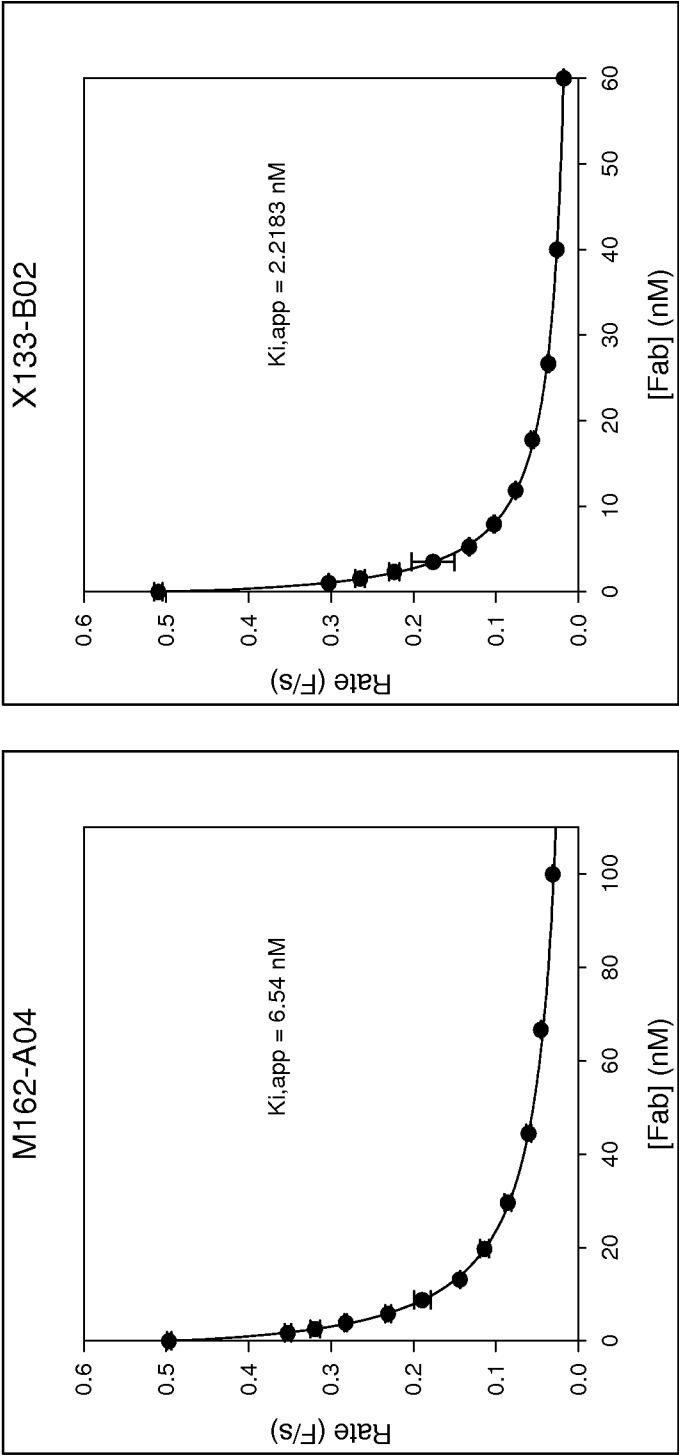 M162-A04
Rate (F/s)
0.6
0.5
0.4
0.3
0.2
0.1
0.0
Ki,app = 6.54 nM
0 20 40 60 80 100
[Fab] (nM)
X133-B02
Rate (F/s)
0.6
0.5
0.4
0.3
0.2
0.1
0.0
Ki,app = 2.2183 nM
0 10 20 30 40 50 60
[Fab] (nM)